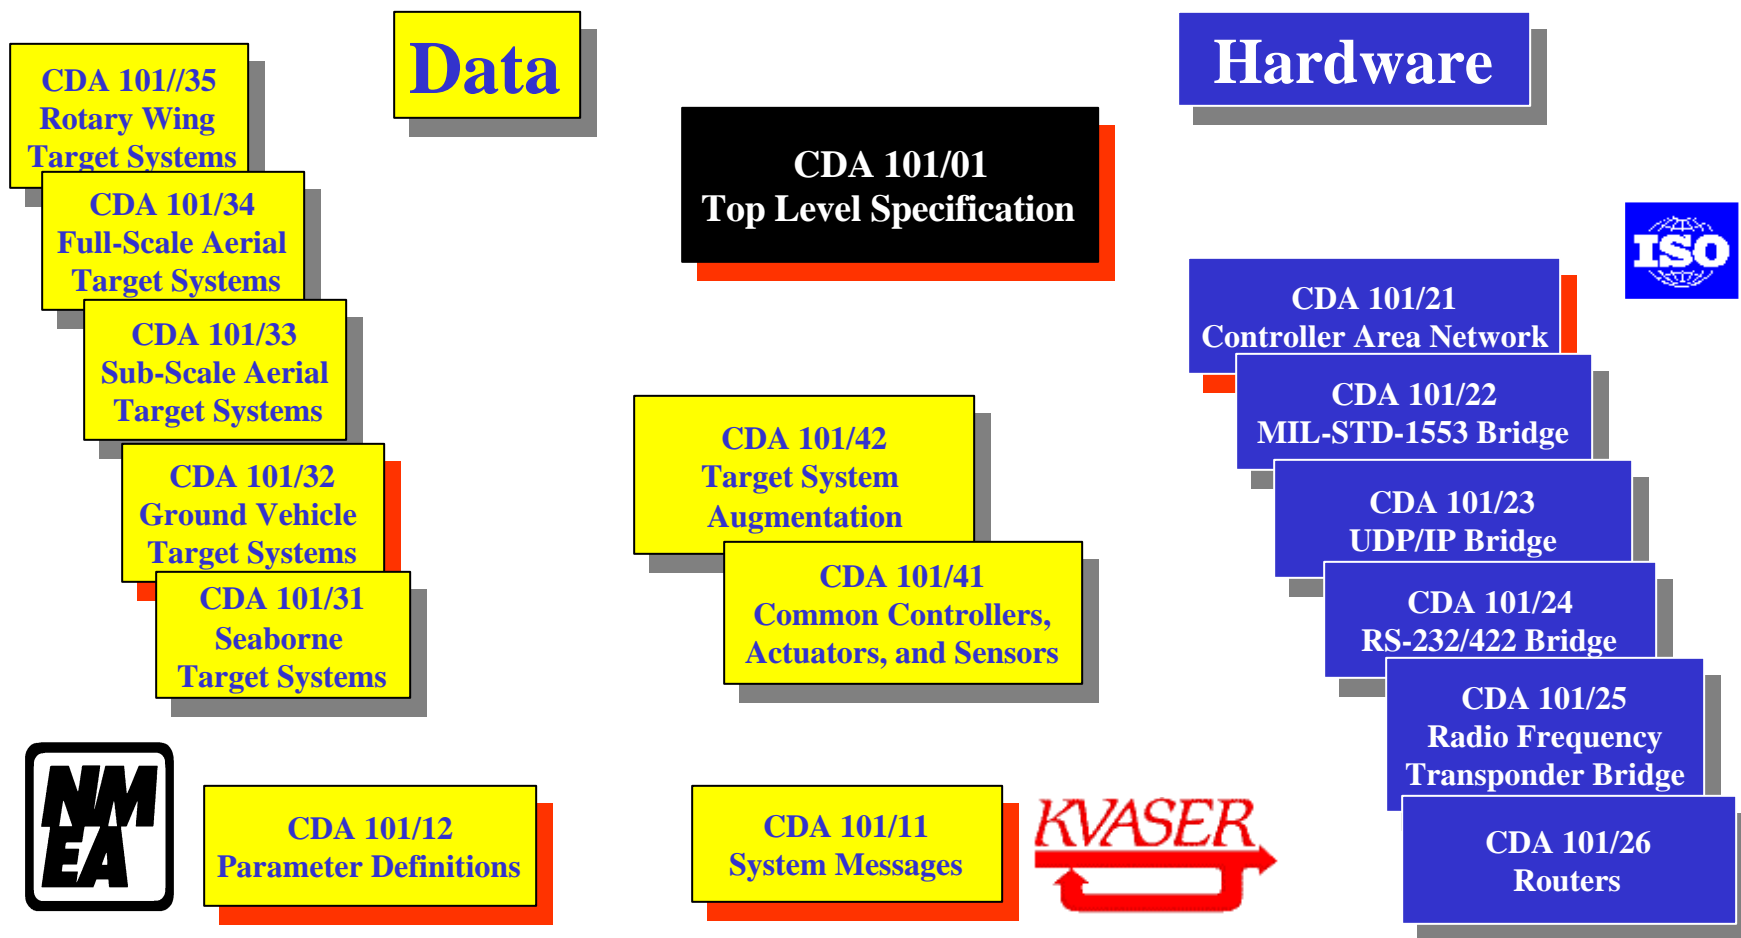 Data
Hardware
CDA 101//35
Rotary Wing
Target Systems
CDA 101/34
Full-Scale Aerial
Target Systems
CDA 101/33
Sub-Scale Aerial
Target Systems
CDA 101/32
Ground Vehicle
Target Systems
CDA 101/31
Seaborne
Target Systems
CDA 101/01
Top Level Specification
CDA 101/42
Target System
Augmentation
CDA 101/41
Common Controllers,
Actuators, and Sensors
ISO
CDA 101/21
Controller Area Network
CDA 101/22
MIL-STD-1553 Bridge
CDA 101/23
UDP/IP Bridge
CDA 101/24
RS-232/422 Bridge
CDA 101/25
Radio Frequency
Transponder Bridge
CDA 101/26
Routers
NM
EA
CDA 101/12
Parameter Definitions
CDA 101/11
System Messages
KVASER